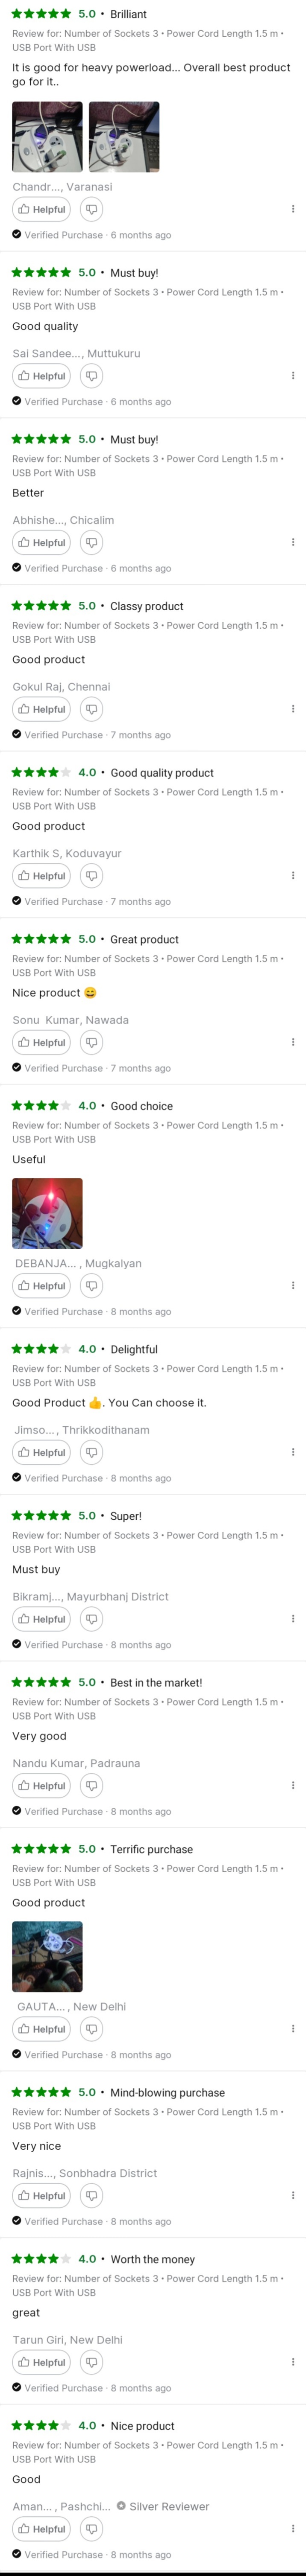 5.0 • Brilliant
Review for: Number of Sockets 3 • Power Cord Length 1.5 m •
USB Port With USB
It is good for heavy powerload... Overall best product
go for it..
Chandr..., Varanasi
Helpful
Verified Purchase · 6 months ago
5.0 • Must buy!
Review for: Number of Sockets 3 • Power Cord Length 1.5 m •
USB Port With USB
Good quality
Sai Sandee..., Muttukuru
Helpful
Verified Purchase · 6 months ago
5.0 • Must buy!
Review for: Number of Sockets 3 • Power Cord Length 1.5 m •
USB Port With USB
Better
Abhishe..., Chicalim
Helpful
Verified Purchase · 6 months ago
5.0 • Classy product
Review for: Number of Sockets 3 • Power Cord Length 1.5 m •
USB Port With USB
Good product
Gokul Raj, Chennai
Helpful
Verified Purchase · 7 months ago
4.0 • Good quality product
Review for: Number of Sockets 3 • Power Cord Length 1.5 m •
USB Port With USB
Good product
Karthik S, Koduvayur
Helpful
Verified Purchase · 7 months ago
5.0 • Great product
Review for: Number of Sockets 3 • Power Cord Length 1.5 m •
USB Port With USB
Nice product 😄
Sonu Kumar, Nawada
Helpful
Verified Purchase · 7 months ago
4.0 • Good choice
Review for: Number of Sockets 3 • Power Cord Length 1.5 m •
USB Port With USB
Useful
DEBANJA... , Mugkalyan
Helpful
Verified Purchase · 8 months ago
4.0 • Delightful
Review for: Number of Sockets 3 • Power Cord Length 1.5 m •
USB Port With USB
Good Product 👍. You Can choose it.
Jimso... , Thrikkodithanam
Helpful
Verified Purchase · 8 months ago
5.0 • Super!
Review for: Number of Sockets 3 • Power Cord Length 1.5 m •
USB Port With USB
Must buy
Bikramj..., Mayurbhanj District
Helpful
Verified Purchase · 8 months ago
5.0 • Best in the market!
Review for: Number of Sockets 3 • Power Cord Length 1.5 m •
USB Port With USB
Very good
Nandu Kumar, Padrauna
Helpful
Verified Purchase · 8 months ago
5.0 • Terrific purchase
Review for: Number of Sockets 3 • Power Cord Length 1.5 m •
USB Port With USB
Good product
GAUTA... , New Delhi
Helpful
Verified Purchase · 8 months ago
5.0 • Mind-blowing purchase
Review for: Number of Sockets 3 • Power Cord Length 1.5 m •
USB Port With USB
Very nice
Rajnis..., Sonbhadra District
Helpful
Verified Purchase · 8 months ago
4.0 • Worth the money
Review for: Number of Sockets 3 • Power Cord Length 1.5 m •
USB Port With USB
great
Tarun Giri, New Delhi
Helpful
Verified Purchase · 8 months ago
4.0 • Nice product
Review for: Number of Sockets 3 • Power Cord Length 1.5 m •
USB Port With USB
Good
Aman... , Pashchi... Silver Reviewer
Helpful
Verified Purchase · 8 months ago